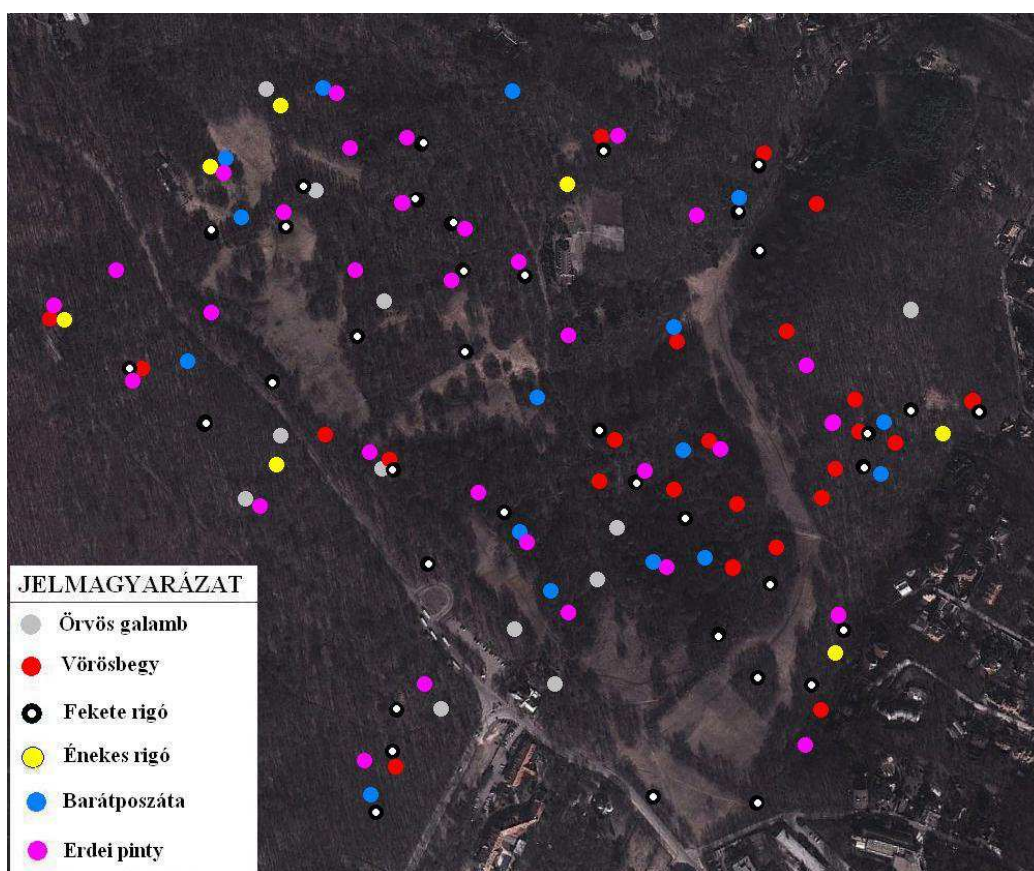 JELMAGYARÁZAT
Örvös galamb
Vörösbegy
Fekete rigó
Énekes rigó
Barátposzáta
Erdei pinty